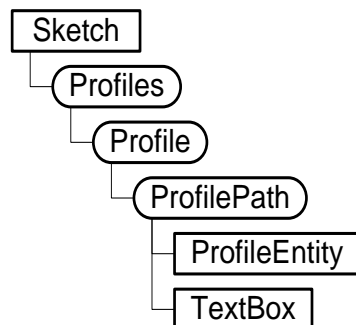 Sketch
Profiles
Profile
ProfilePath
ProfileEntity
TextBox